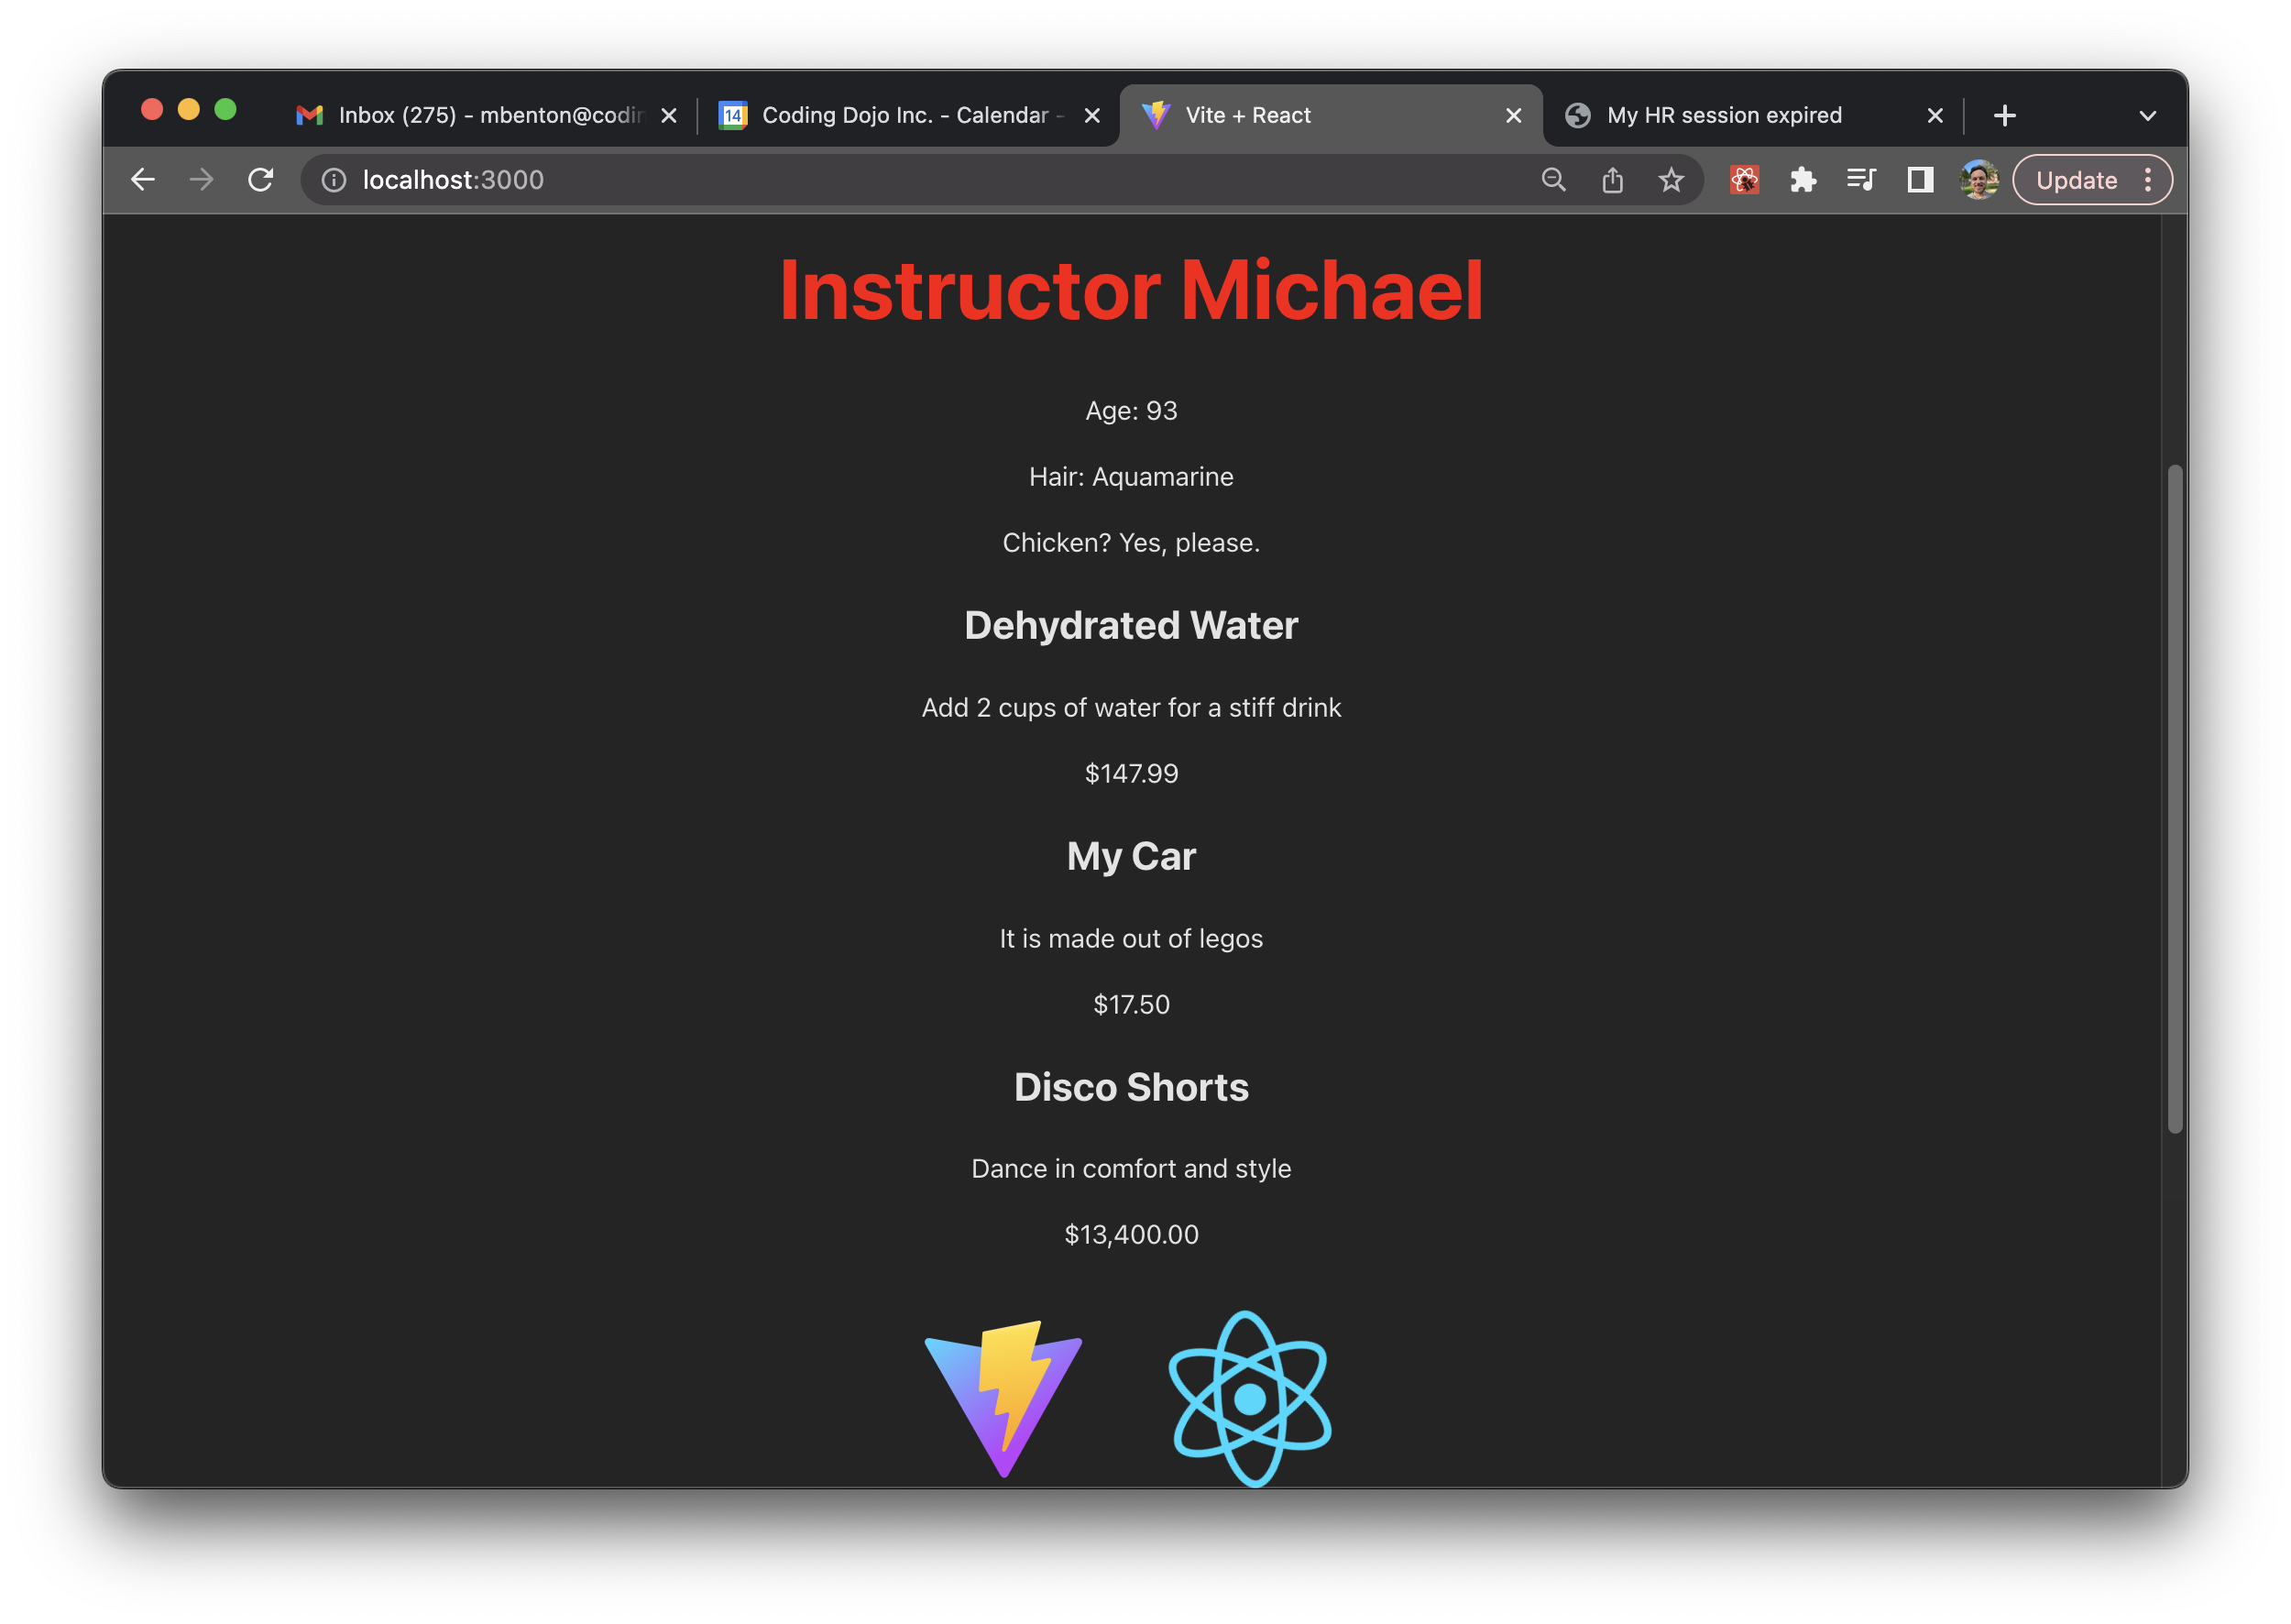 Inbox (275) - mbenton@codin
14
Coding Dojo Inc. - Calendar -
Vite + React
My HR session expired
localhost:3000
Update
Instructor Michael
Age: 93
Hair: Aquamarine
Chicken? Yes, please.
Dehydrated Water
Add 2 cups of water for a stiff drink
$147.99
My Car
It is made out of legos
$17.50
Disco Shorts
Dance in comfort and style
$13,400.00